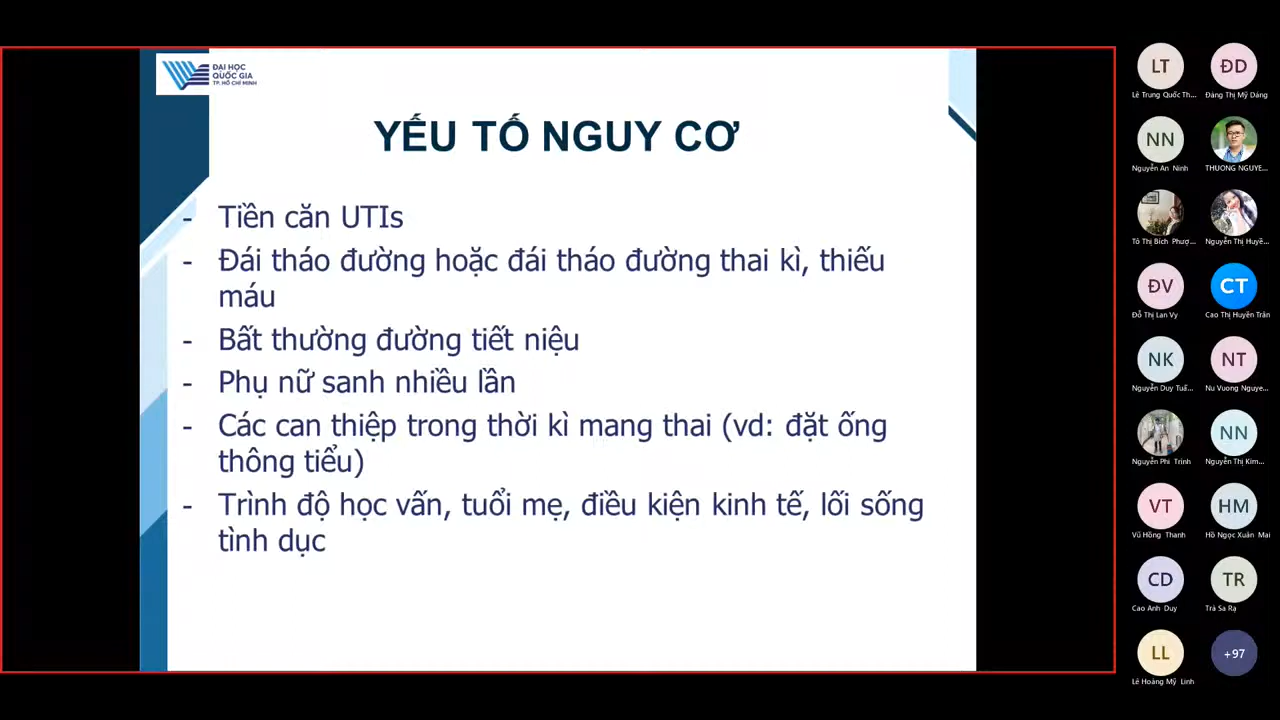 ĐẠI HỌC
QUỐC GIA
TP. HỒ CHÍ MINH
YẾU TỐ NGUY CƠ
- Tiền căn UTIs
- Đái tháo đường hoặc đái tháo đường thai kì, thiếu
máu
- Bất thường đường tiết niệu
- Phụ nữ sanh nhiều lần
- Các can thiệp trong thời kì mang thai (vd: đặt ống
thông tiểu)
- Trình độ học vấn, tuổi mẹ, điều kiện kinh tế, lối sống
tình dục
LT ĐD
Lê Trung Quốc Th... Đàng Thị Mỹ Dáng
NN
Nguyễn An Ninh THUONG NGUYE...
Tô Thị Bích Phượ... Nguyễn Thị Huyề...
ĐV CT
Đỗ Thị Lan Vy Cao Thị Huyền Trân
NK NT
Nguyễn Duy Tuấ... Nu Vuong Nguye...
NN
Nguyễn Phi Trình Nguyễn Thị Kim...
VT HM
Vũ Hồng Thanh Hồ Ngọc Xuân Mai
CD TR
Cao Anh Duy Trà Sa Rạ
LL +97
Lê Hoàng Mỹ Linh